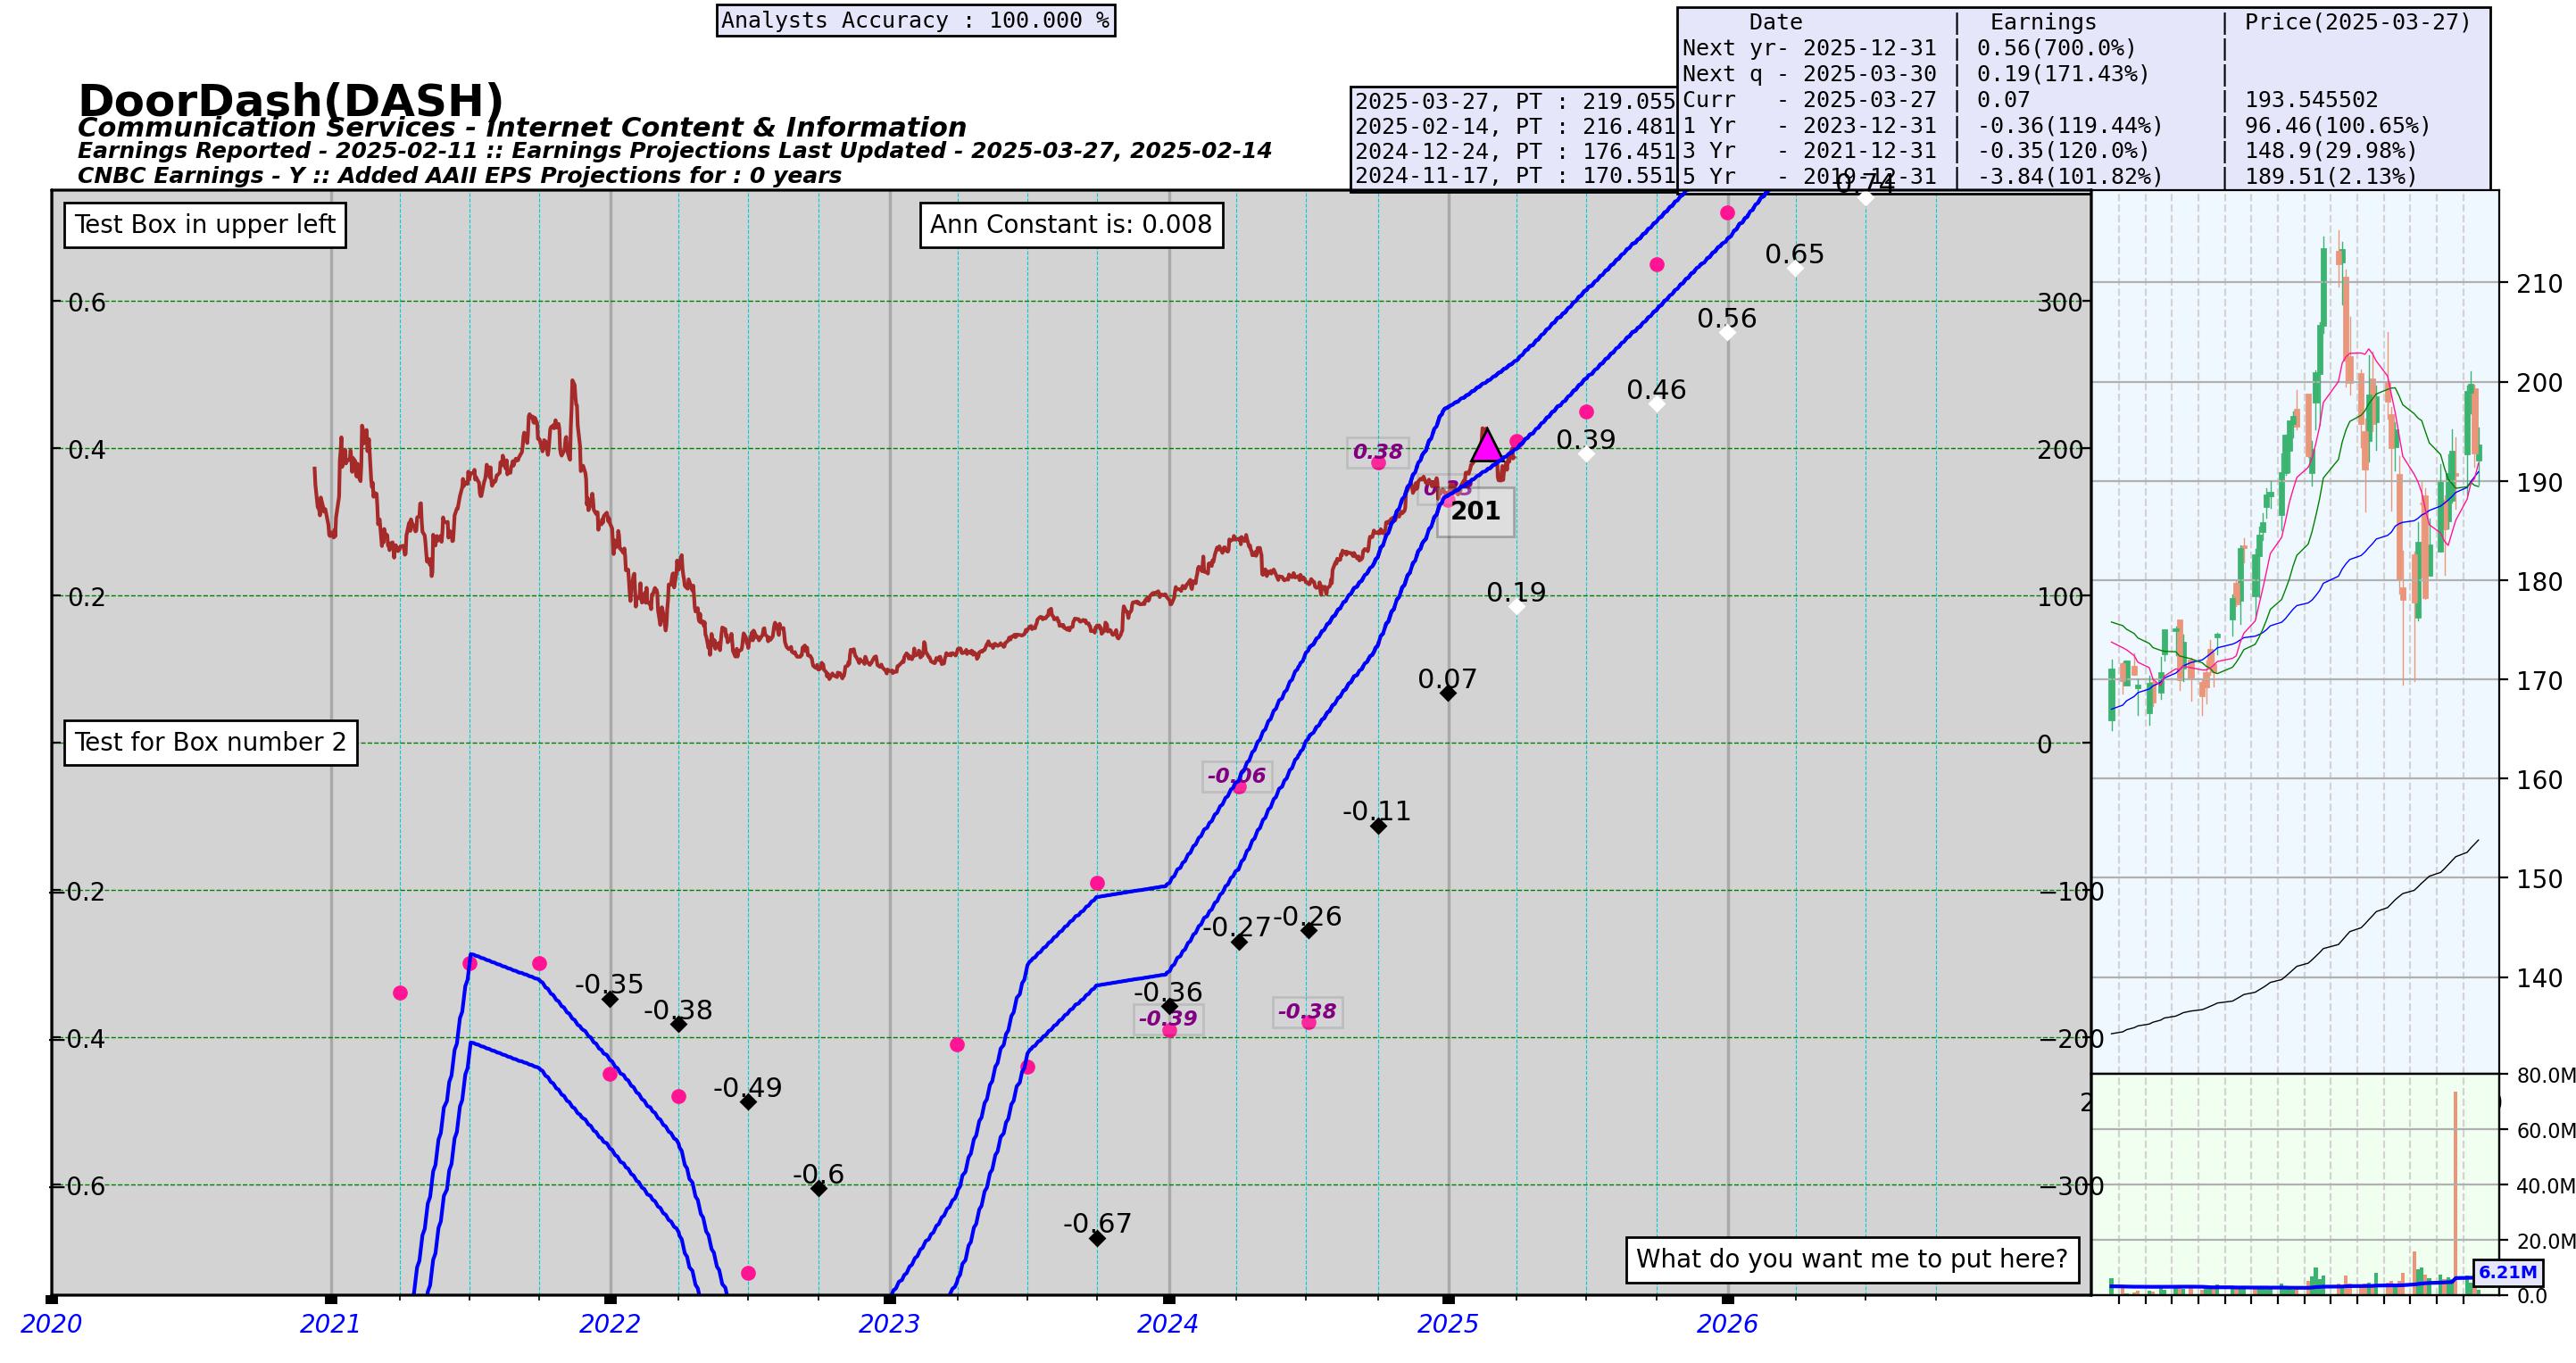 Analysts Accuracy : 100.000 %
Date | Earnings | Price(2025-03-27)
Next yr- 2025-12-31 | 0.56(700.0%) |
Next q - 2025-03-30 | 0.19(171.43%) |
Curr - 2025-03-27 | 0.07 | 193.545502
1 Yr - 2023-12-31 | -0.36(119.44%) | 96.46(100.65%)
3 Yr - 2021-12-31 | -0.35(120.0%) | 148.9(29.98%)
5 Yr - 2019-12-31 | -3.84(101.82%) | 189.51(2.13%)
2025-03-27, PT : 219.055
2025-02-14, PT : 216.481
2024-12-24, PT : 176.451
2024-11-17, PT : 170.551
DoorDash(DASH)
Communication Services - Internet Content & Information
Earnings Reported - 2025-02-11 :: Earnings Projections Last Updated - 2025-03-27, 2025-02-14
CNBC Earnings - Y :: Added AAII EPS Projections for : 0 years
Test Box in upper left
Ann Constant is: 0.008
0.74
0.65
0.56
0.46
0.39
0.19
0.07
0.38
201
-0.06
-0.11
-0.27
-0.26
-0.35
-0.38
-0.36
-0.39
-0.38
-0.49
-0.6
-0.67
Test for Box number 2
What do you want me to put here?
0.6
0.4
0.2
-0.2
-0.4
-0.6
300
200
100
0
−100
−200
−300
210
200
190
180
170
160
150
140
80.0M
60.0M
40.0M
20.0M
6.21M
0.0
2020
2021
2022
2023
2024
2025
2026